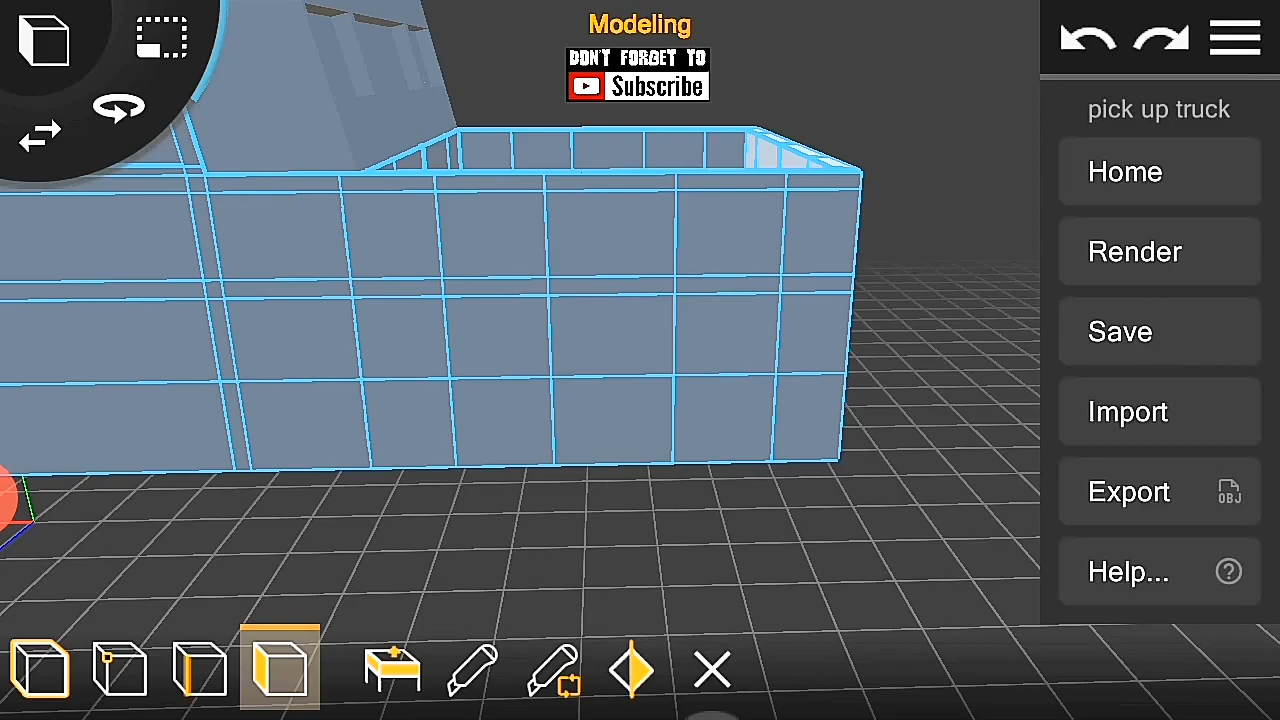 Modeling
DON'T FORGET TO
Subscribe
pick up truck
Home
Render
Save
Import
Export
OBJ
Help...
?